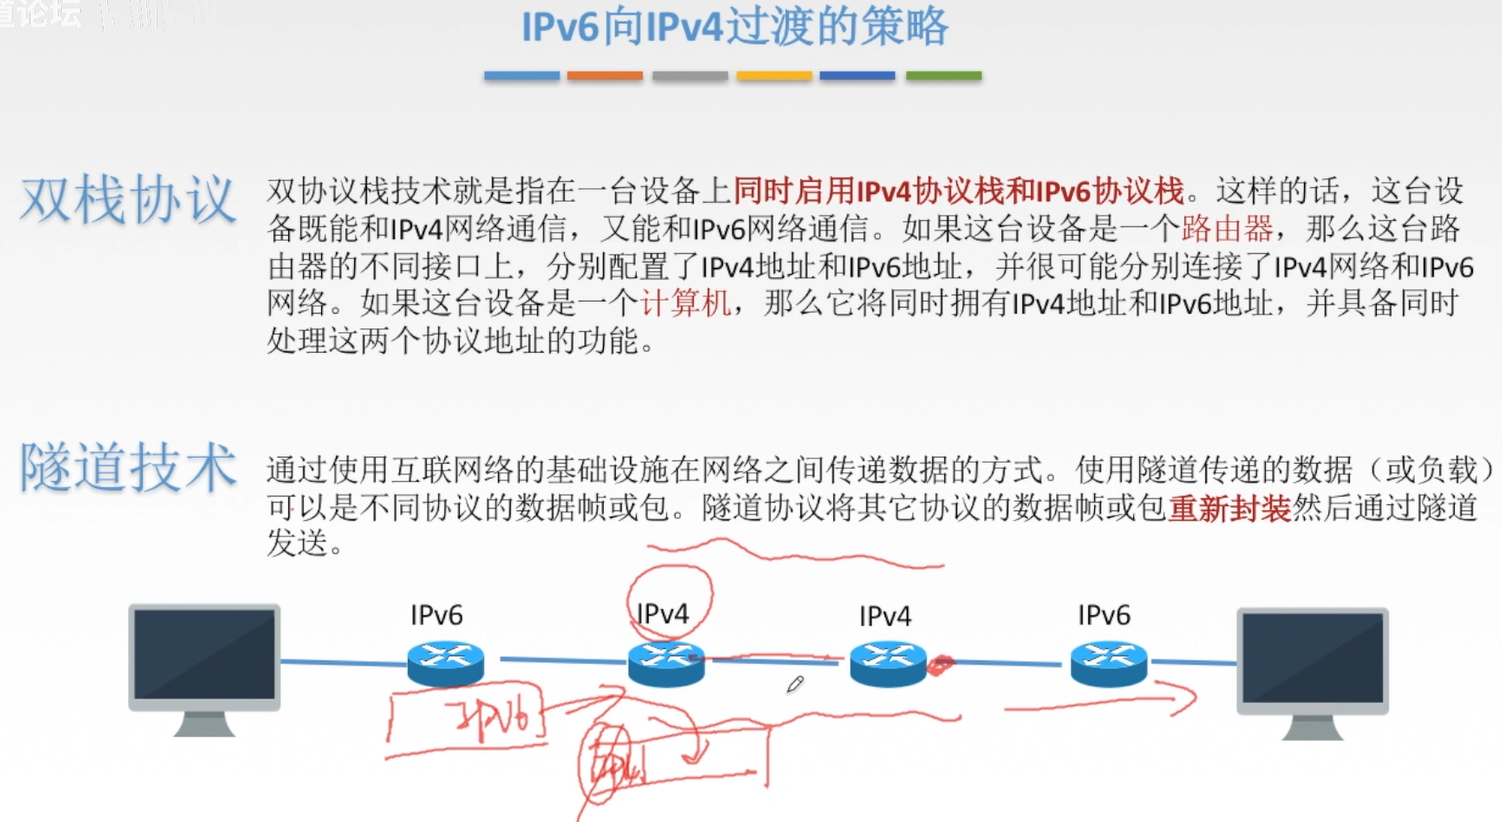 道论坛
IPv6向IPv4过渡的策略
双栈协议
双协议栈技术就是指在一台设备上同时启用IPv4协议栈和IPv6协议栈。这样的话，这台设
备既能和IPv4网络通信，又能和IPv6网络通信。如果这台设备是一个路由器，那么这台路
由器的不同接口上，分别配置了IPv4地址和IPv6地址，并很可能分别连接了IPv4网络和IPv6
网络。如果这台设备是一个计算机，那么它将同时拥有IPv4地址和IPv6地址，并具备同时
处理这两个协议地址的功能。
隧道技术
通过使用互联网络的基础设施在网络之间传递数据的方式。使用隧道传递的数据（或负载）
可以是不同协议的数据帧或包。隧道协议将其它协议的数据帧或包重新封装然后通过隧道
发送。
IPv6 IPv4 IPv4 IPv6
IPV6